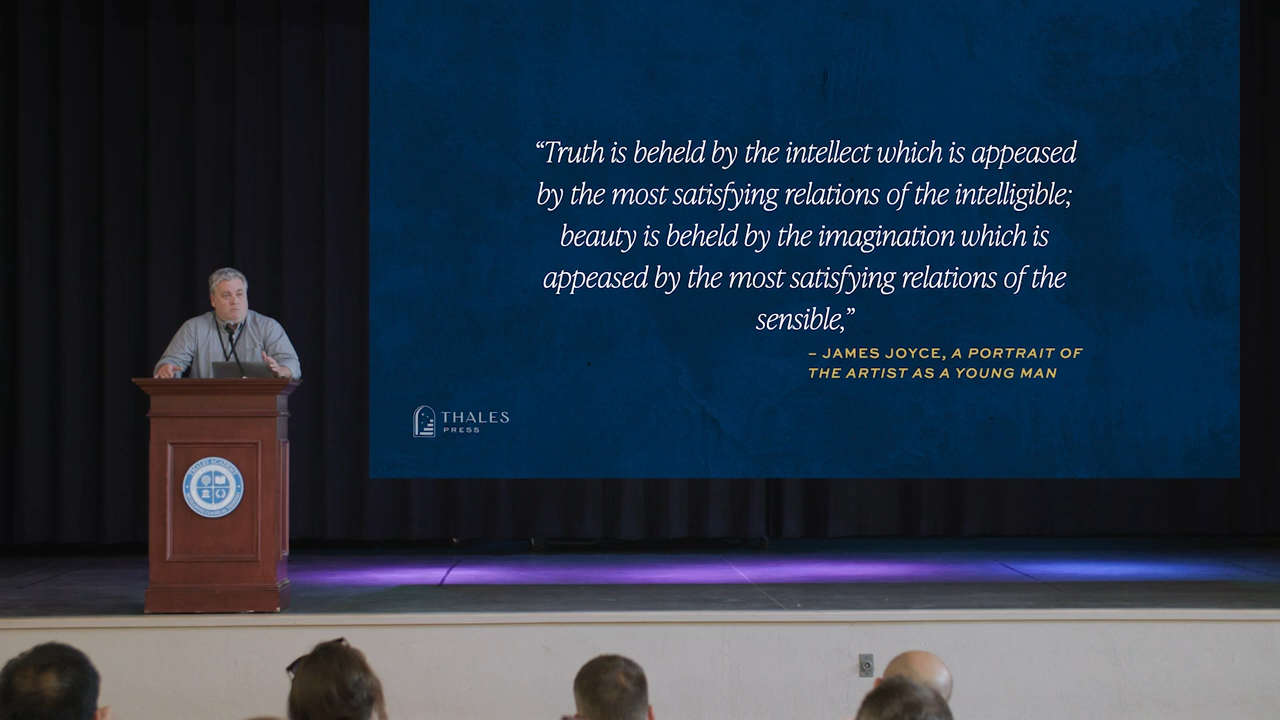 “Truth is beheld by the intellect which is appeased
by the most satisfying relations of the intelligible;
beauty is beheld by the imagination which is
appeased by the most satisfying relations of the
sensible,”
– JAMES JOYCE, A PORTRAIT OF
THE ARTIST AS A YOUNG MAN
THALES
PRESS
THALES ACADEMY